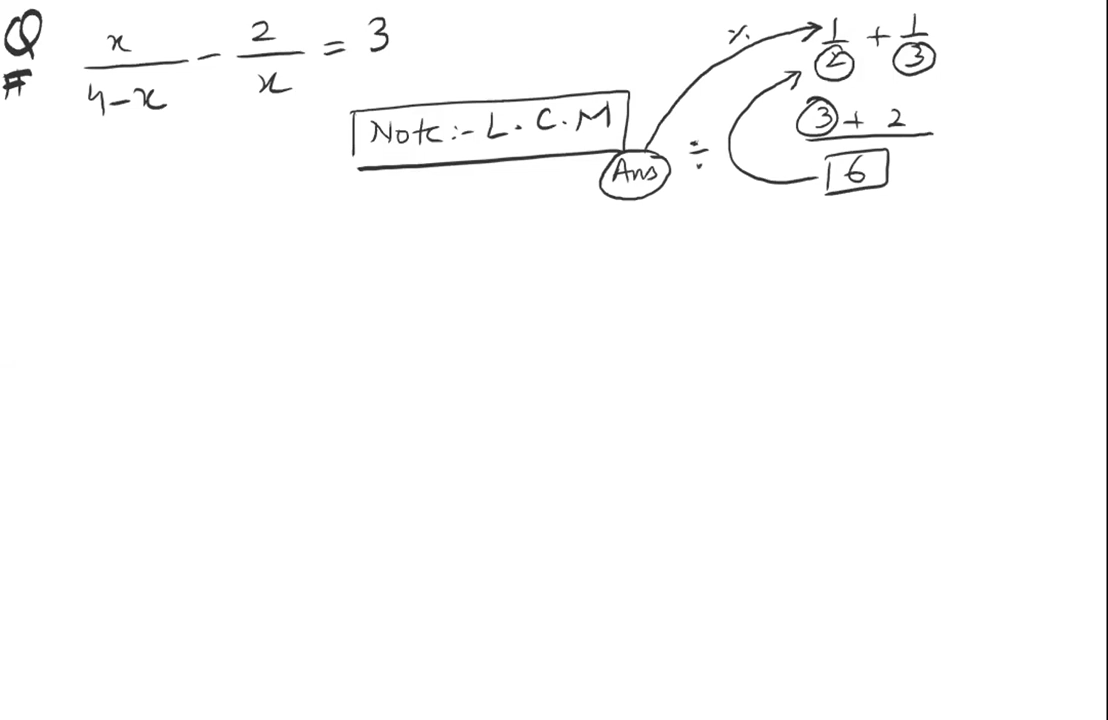 Q x/(4-x) - 2/x = 3
Note:- L.C.M
Ans ÷
1/2 + 1/3
3 + 2
6